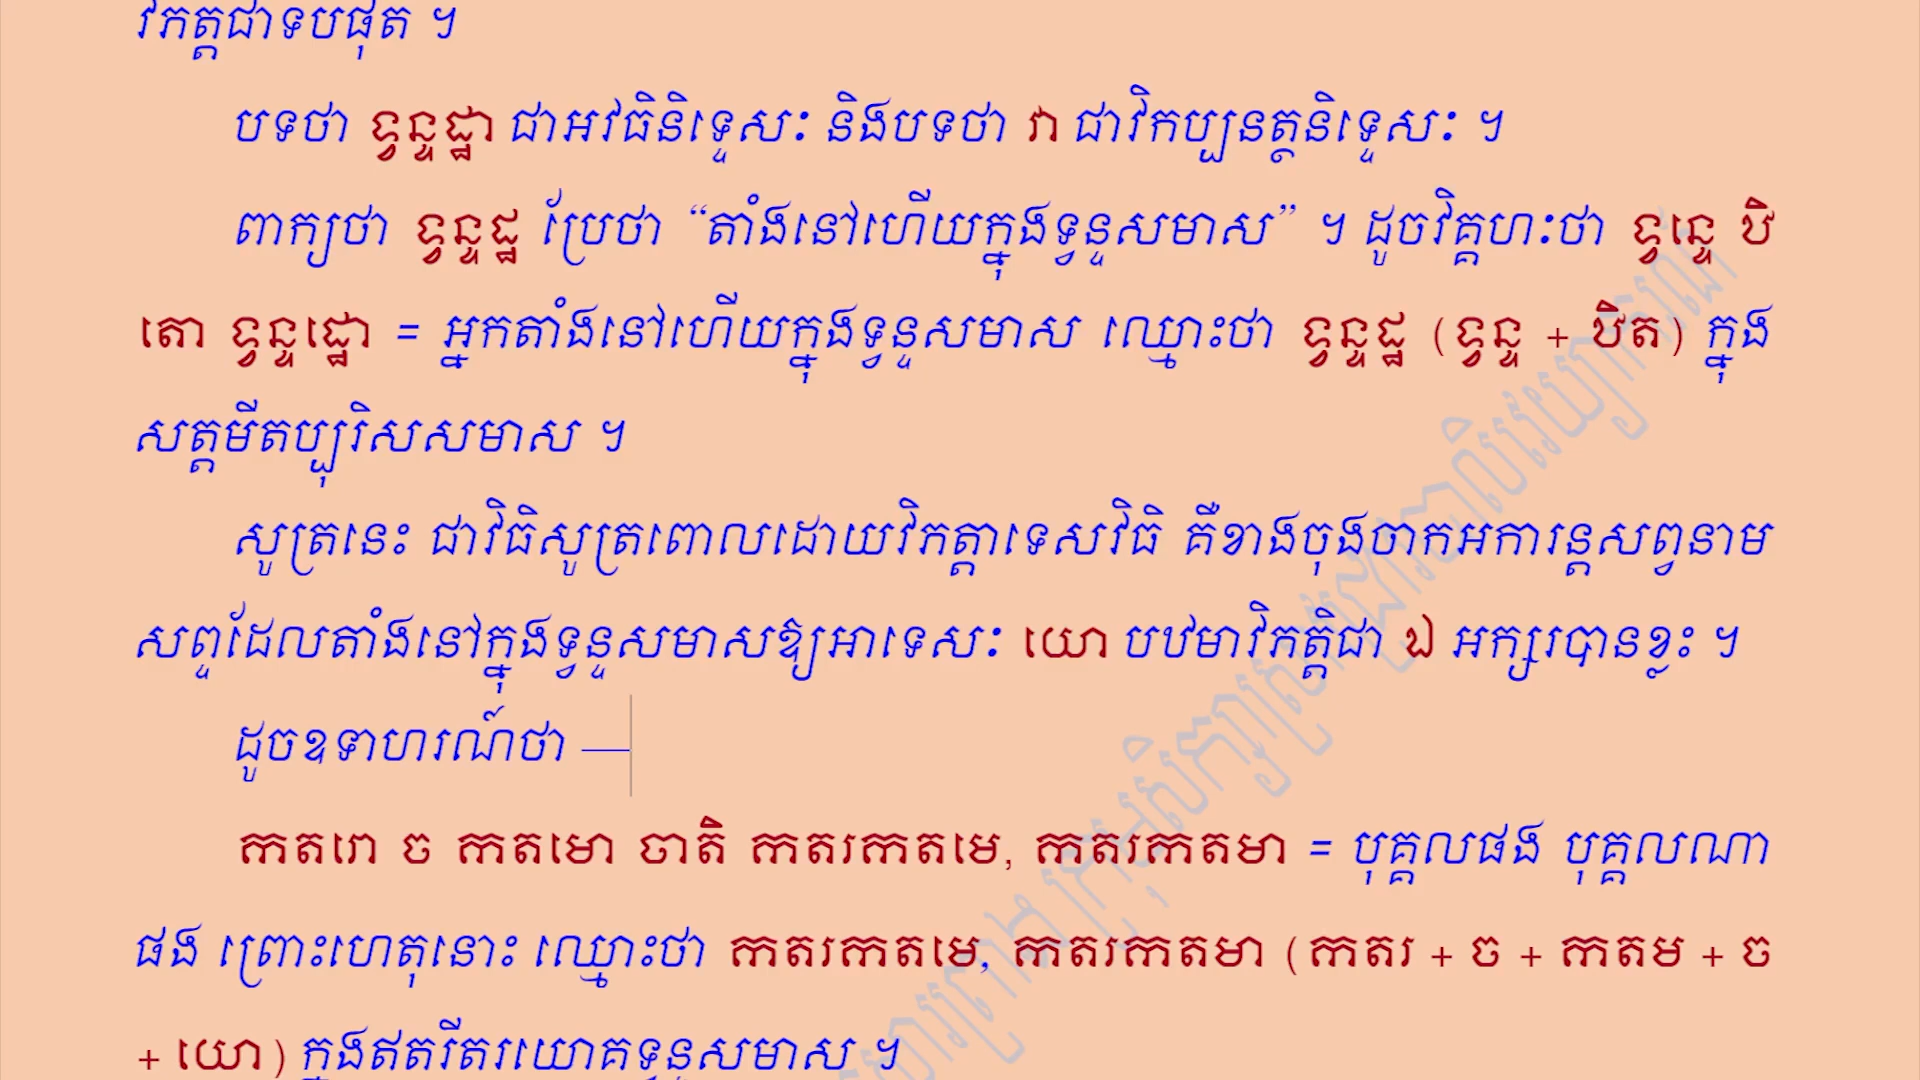 វិភត្តជាទបផុត ។
បទថា ទ្វន្ទដ្ឋា ជាអវធិនិទ្ទេសៈ និងបទថា វា ជាវិកប្បនត្ថនិទ្ទេសៈ ។
ពាក្យថា ទ្វន្ទដ្ឋ ប្រែថា “តាំងនៅហើយក្នុងទ្វន្ទសមាស” ។ ដូចវិគ្គហៈថា ទ្វន្ទេ ឋិ
តោ ទ្វន្ទដ្ឋោ = អ្នកតាំងនៅហើយក្នុងទ្វន្ទសមាស ឈ្មោះថា ទ្វន្ទដ្ឋ (ទ្វន្ទ + ឋិត) ក្នុង
សត្តមីតប្បុរិសសមាស ។
សូត្រនេះ ជាវិធិសូត្រពោលដោយវិភត្តាទេសវិធិ គឺខាងចុងចាកអការន្តសព្វនាម
សព្ទដែលតាំងនៅក្នុងទ្វន្ទសមាសឱ្យអាទេសៈ យោ បឋមាវិភត្តិជា ឯ អក្សរបានខ្លះ ។
ដូចឧទាហរណ៍ថា —
កតរោ ច កតមោ ចាតិ កតរកតមេ, កតរកតមា = បុគ្គលផង បុគ្គលណា
ផង ព្រោះហេតុនោះ ឈ្មោះថា កតរកតមេ, កតរកតមា (កតរ + ច + កតម + ច
+ យោ) ក្នុងឥតរីតរយោគទ្វន្ទសមាស ។